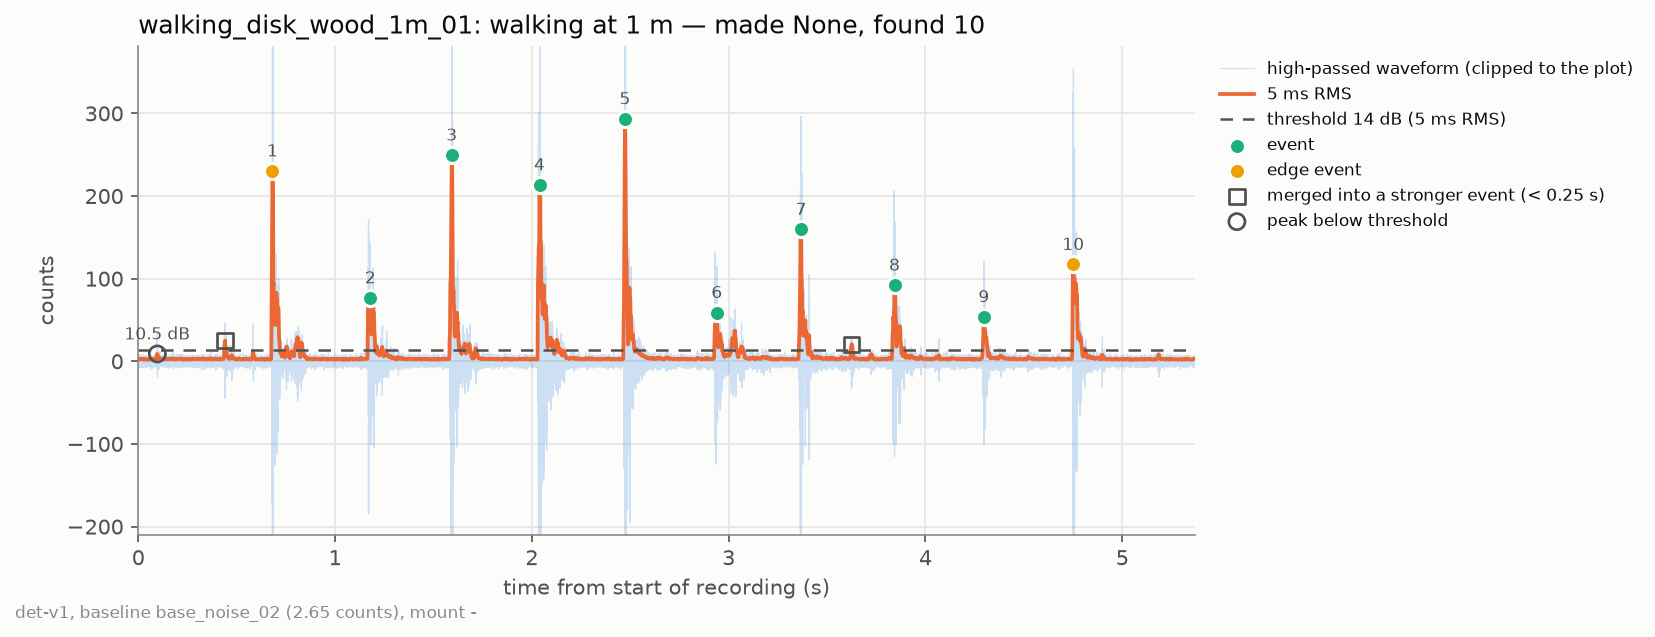 walking_disk_wood_1m_01: walking at 1 m — made None, found 10
high-passed waveform (clipped to the plot)
5 ms RMS
threshold 14 dB (5 ms RMS)
event
edge event
merged into a stronger event (< 0.25 s)
peak below threshold
counts
300
200
100
0
−100
−200
10.5 dB
1
2
3
4
5
6
7
8
9
10
0
1
2
3
4
5
time from start of recording (s)
det-v1, baseline base_noise_02 (2.65 counts), mount -